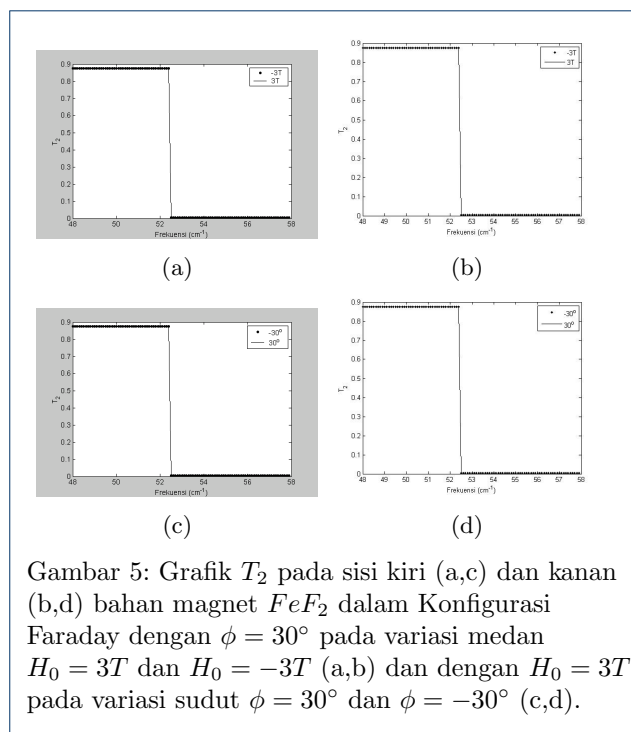 0.9
0.8
0.7
0.6
0.5
0.4
0.3
0.2
0.1
0
T2
48 50 52 54 56 58
Frekuensi (cm-1)
-3T
3T
(a)
0.9
0.8
0.7
0.6
0.5
0.4
0.3
0.2
0.1
0
T2
48 49 50 51 52 53 54 55 56 57 58
Frekuensi (cm-1)
-3T
3T
(b)
0.9
0.8
0.7
0.6
0.5
0.4
0.3
0.2
0.1
0
T2
48 50 52 54 56 58
Frekuensi (cm-1)
-30°
30°
(c)
0.9
0.8
0.7
0.6
0.5
0.4
0.3
0.2
0.1
0
T2
48 49 50 51 52 53 54 55 56 57 58
Frekuensi (cm-1)
-30°
30°
(d)
Gambar 5: Grafik T2 pada sisi kiri (a,c) dan kanan
(b,d) bahan magnet FeF2 dalam Konfigurasi
Faraday dengan ϕ = 30° pada variasi medan
H0 = 3T dan H0 = −3T (a,b) dan dengan H0 = 3T
pada variasi sudut ϕ = 30° dan ϕ = −30° (c,d).